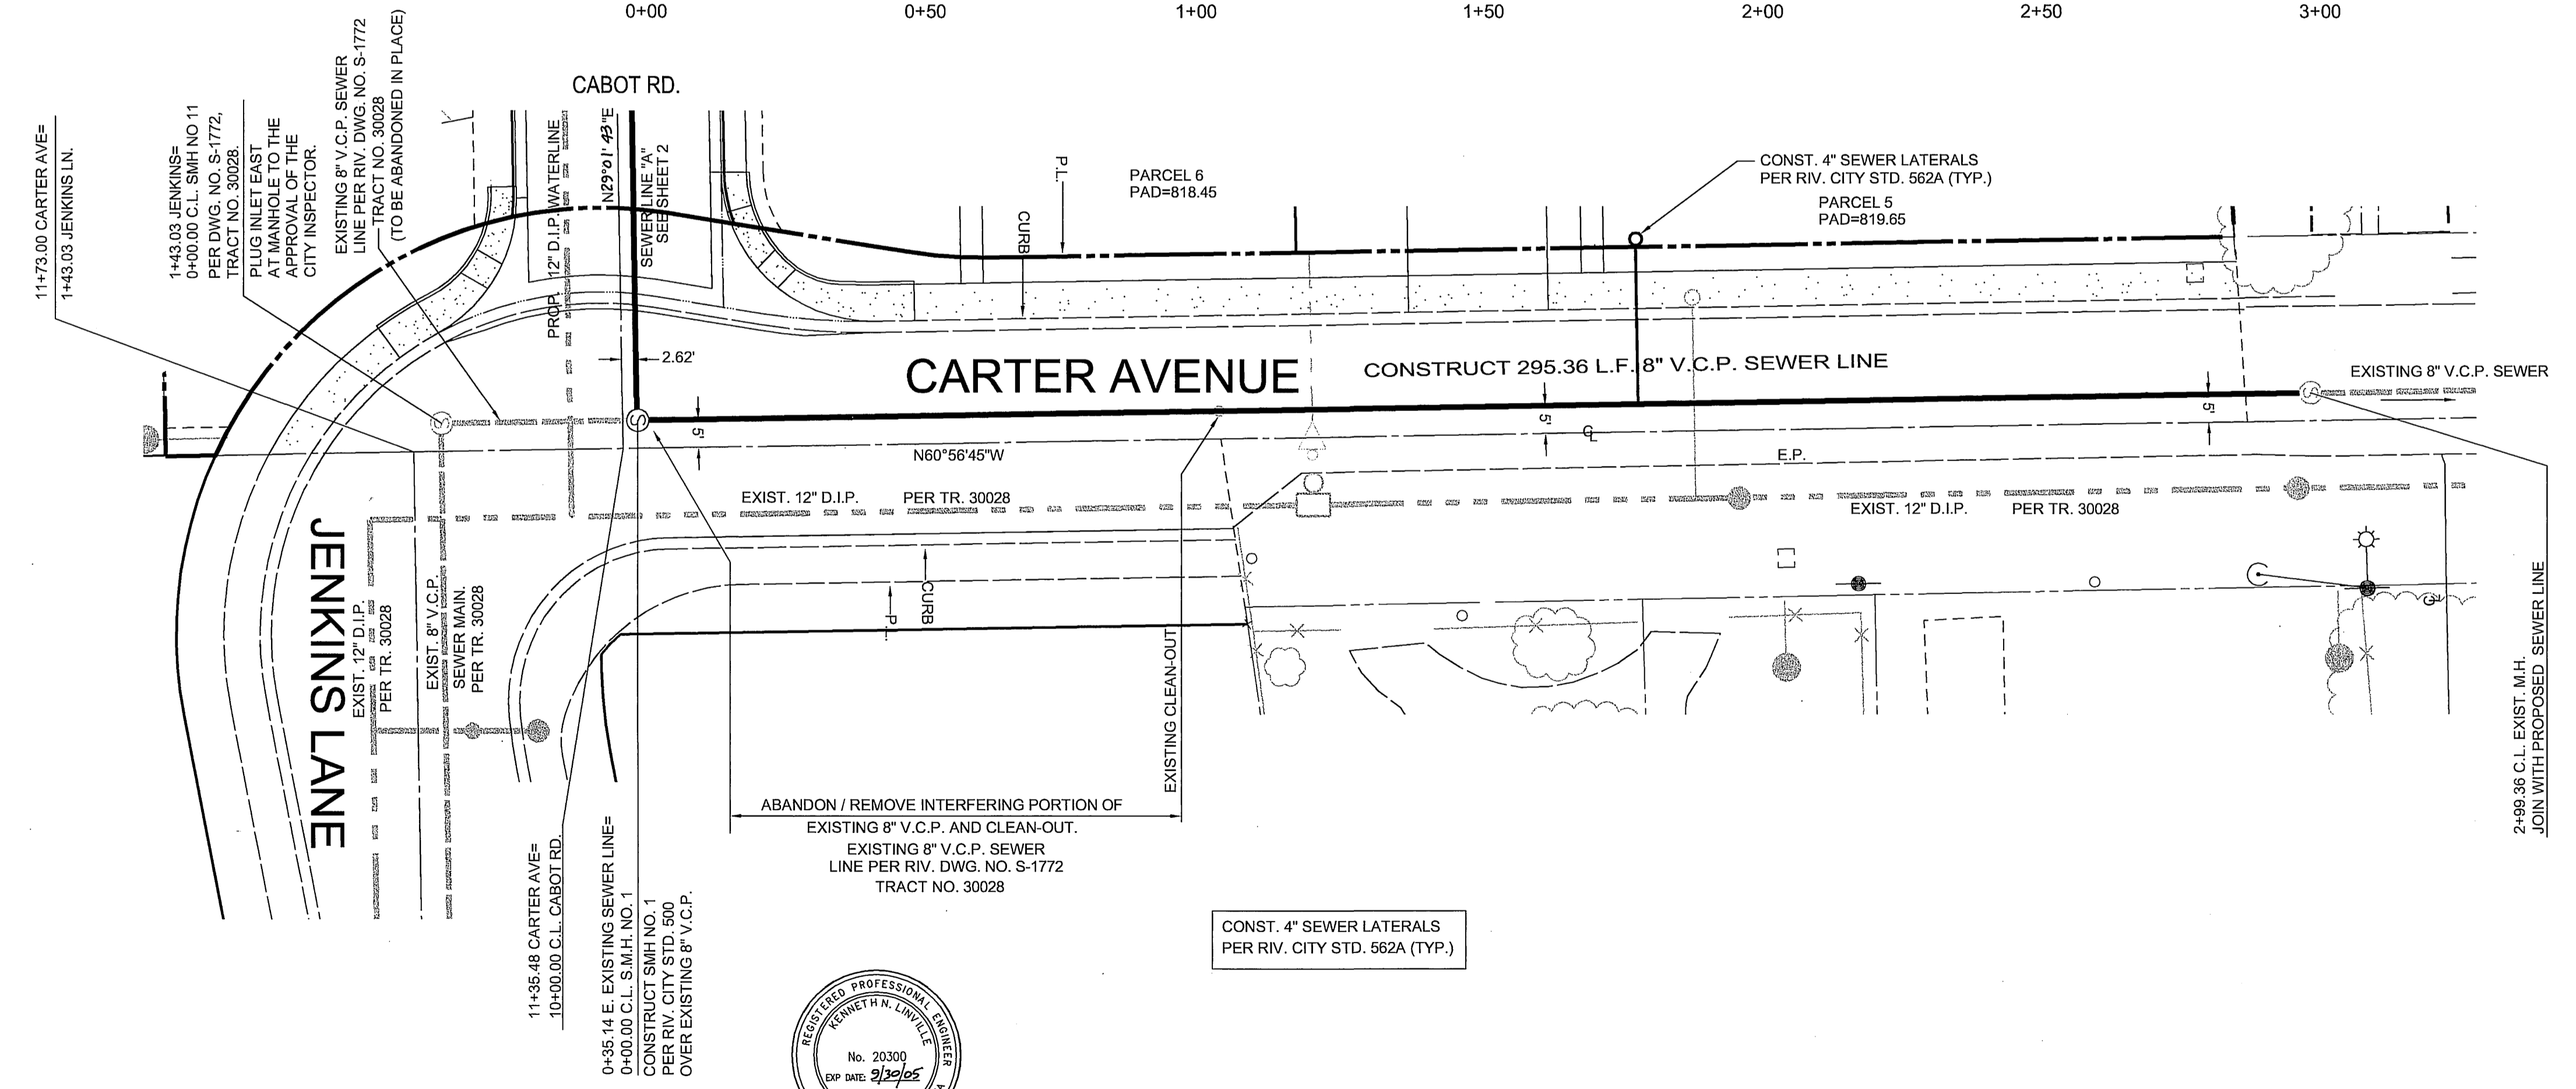 0+00
0+50
1+00
1+50
2+00
2+50
3+00
11+73.00 CARTER AVE=
1+43.03 JENKINS LN.
1+43.03 JENKINS=
0+00.00 C.L. SMH NO 11
PER DWG. NO. S-1772,
TRACT NO. 30028.
PLUG INLET EAST
AT MANHOLE TO THE
APPROVAL OF THE
CITY INSPECTOR.
EXISTING 8" V.C.P. SEWER
LINE PER RIV. DWG. NO. S-1772
TRACT NO. 30028
(TO BE ABANDONED IN PLACE)
CABOT RD.
PROP. 12" D.I.P. WATERLINE
N29°01'43"E
SEWER LINE "A"
SEE SHEET 2
P.L.
CURB
PARCEL 6
PAD=818.45
CONST. 4" SEWER LATERALS
PER RIV. CITY STD. 562A (TYP.)
PARCEL 5
PAD=819.65
2.62'
CARTER AVENUE
CONSTRUCT 295.36 L.F. 8" V.C.P. SEWER LINE
EXISTING 8" V.C.P. SEWER
S
5'
5'
5'
N60°56'45"W
E.P.
EXIST. 12" D.I.P. PER TR. 30028
EXIST. 12" D.I.P. PER TR. 30028
JENKINS LANE
EXIST. 12" D.I.P.
PER TR. 30028
EXIST. 8" V.C.P.
SEWER MAIN.
PER TR. 30028
CURB
EXISTING CLEAN-OUT
ABANDON / REMOVE INTERFERING PORTION OF
EXISTING 8" V.C.P. AND CLEAN-OUT.
EXISTING 8" V.C.P. SEWER
LINE PER RIV. DWG. NO. S-1772
TRACT NO. 30028
11+35.48 CARTER AVE=
10+00.00 C.L. CABOT RD.
0+35.14 E. EXISTING SEWER LINE=
0+00.00 C.L. S.M.H. NO. 1
CONSTRUCT SMH NO. 1
PER RIV. CITY STD. 500
OVER EXISTING 8" V.C.P.
CONST. 4" SEWER LATERALS
PER RIV. CITY STD. 562A (TYP.)
2+99.36 C.L. EXIST. M.H.
JOIN WITH PROPOSED SEWER LINE
REGISTERED PROFESSIONAL ENGINEER
KENNETH N. LINVILLE
No. 20300
EXP DATE: 9/30/05